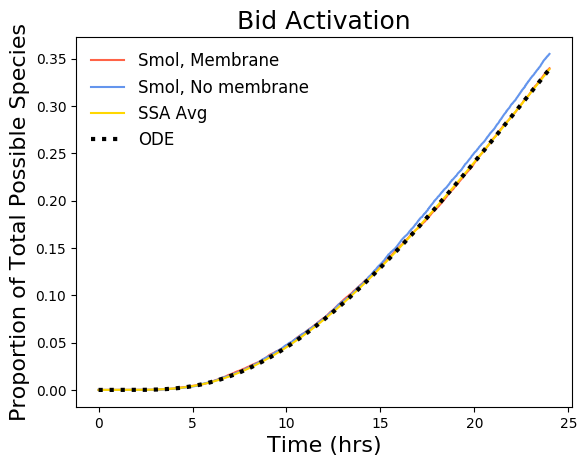 Bid Activation
Proportion of Total Possible Species
0.35
0.30
0.25
0.20
0.15
0.10
0.05
0.00
Smol, Membrane
Smol, No membrane
SSA Avg
ODE
0 5 10 15 20 25
Time (hrs)